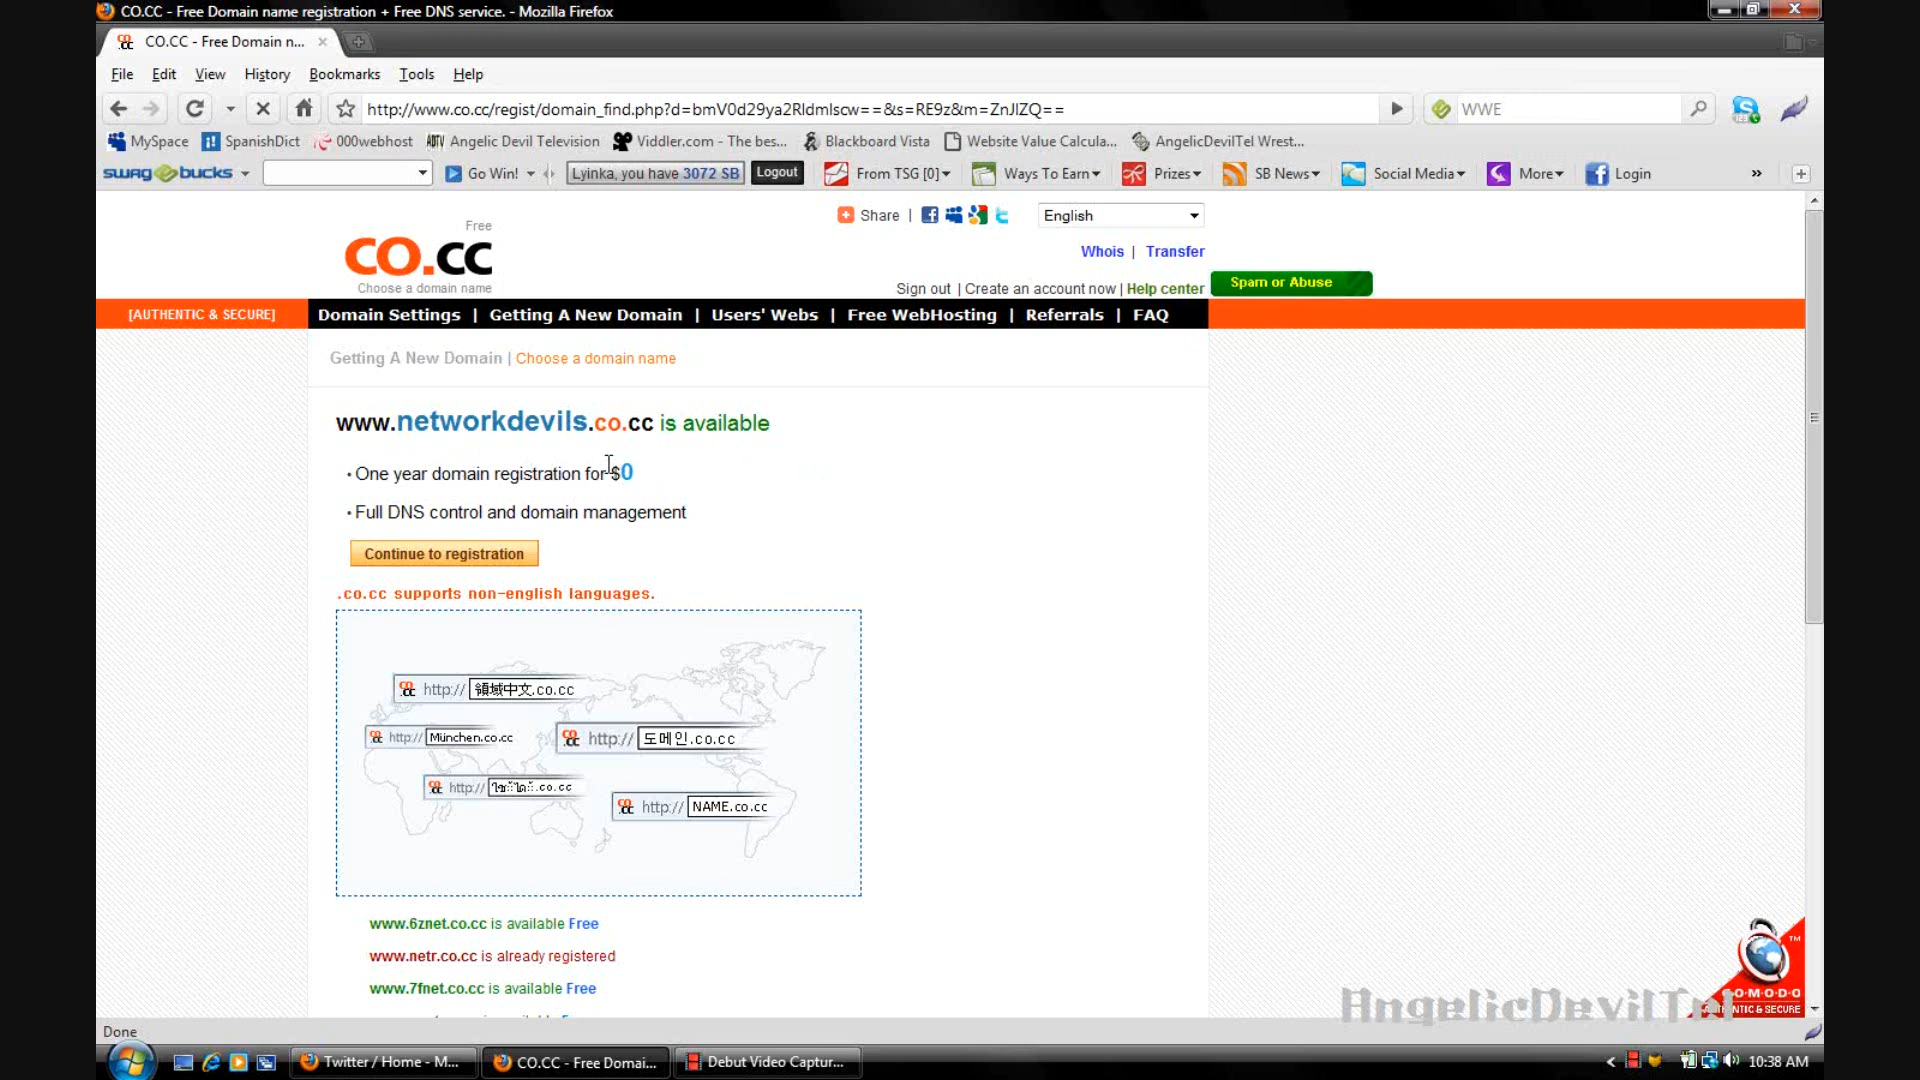 CO.CC - Free Domain name registration + Free DNS service. - Mozilla Firefox
CO.CC - Free Domain n...
File Edit View History Bookmarks Tools Help
http://www.co.cc/regist/domain_find.php?d=bmV0d29ya2RldmIscw==&s=RE9z&m=ZnJlZQ==
WWE
MySpace SpanishDict 000webhost Angelic Devil Television Viddler.com - The bes... Blackboard Vista Website Value Calcula... AngelicDevilTel Wrest...
swagbucks Go Win! Lyinka, you have 3072 SB Logout From TSG [0] Ways To Earn Prizes SB News Social Media More Login
Share | English
Free
CO.CC
Choose a domain name
Whois | Transfer
Sign out | Create an account now | Help center Spam or Abuse
[AUTHENTIC & SECURE] Domain Settings | Getting A New Domain | Users' Webs | Free WebHosting | Referrals | FAQ
Getting A New Domain | Choose a domain name
www.networkdevils.co.cc is available
• One year domain registration for $0
• Full DNS control and domain management
Continue to registration
.co.cc supports non-english languages.
http:// 領域中文.co.cc
http:// München.co.cc
http:// 도메인.co.cc
http:// .co.cc
http:// NAME.co.cc
www.6znet.co.cc is available Free
www.netr.co.cc is already registered
www.7fnet.co.cc is available Free
AngelicDevilTel
Done
Twitter / Home - M... CO.CC - Free Domai... Debut Video Captur... 10:38 AM